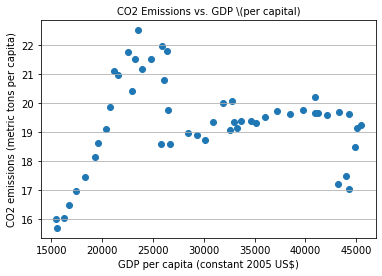 CO2 Emissions vs. GDP \(per capital)
CO2 emissions (metric tons per capita)
22
21
20
19
18
17
16
15000 20000 25000 30000 35000 40000 45000
GDP per capita (constant 2005 US$)